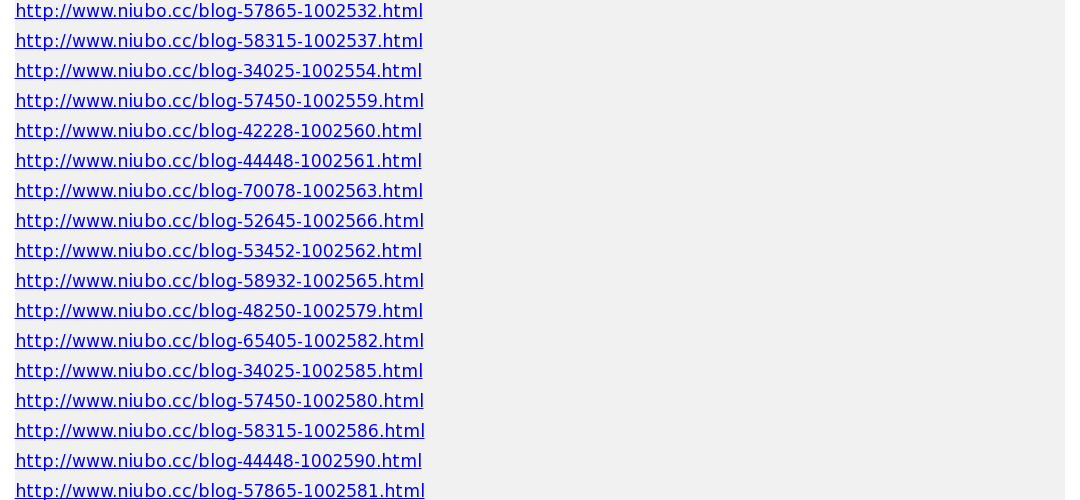 http://www.niubo.cc/blog-57865-1002532.html
http://www.niubo.cc/blog-58315-1002537.html
http://www.niubo.cc/blog-34025-1002554.html
http://www.niubo.cc/blog-57450-1002559.html
http://www.niubo.cc/blog-42228-1002560.html
http://www.niubo.cc/blog-44448-1002561.html
http://www.niubo.cc/blog-70078-1002563.html
http://www.niubo.cc/blog-52645-1002566.html
http://www.niubo.cc/blog-53452-1002562.html
http://www.niubo.cc/blog-58932-1002565.html
http://www.niubo.cc/blog-48250-1002579.html
http://www.niubo.cc/blog-65405-1002582.html
http://www.niubo.cc/blog-34025-1002585.html
http://www.niubo.cc/blog-57450-1002580.html
http://www.niubo.cc/blog-58315-1002586.html
http://www.niubo.cc/blog-44448-1002590.html
http://www.niubo.cc/blog-57865-1002581.html